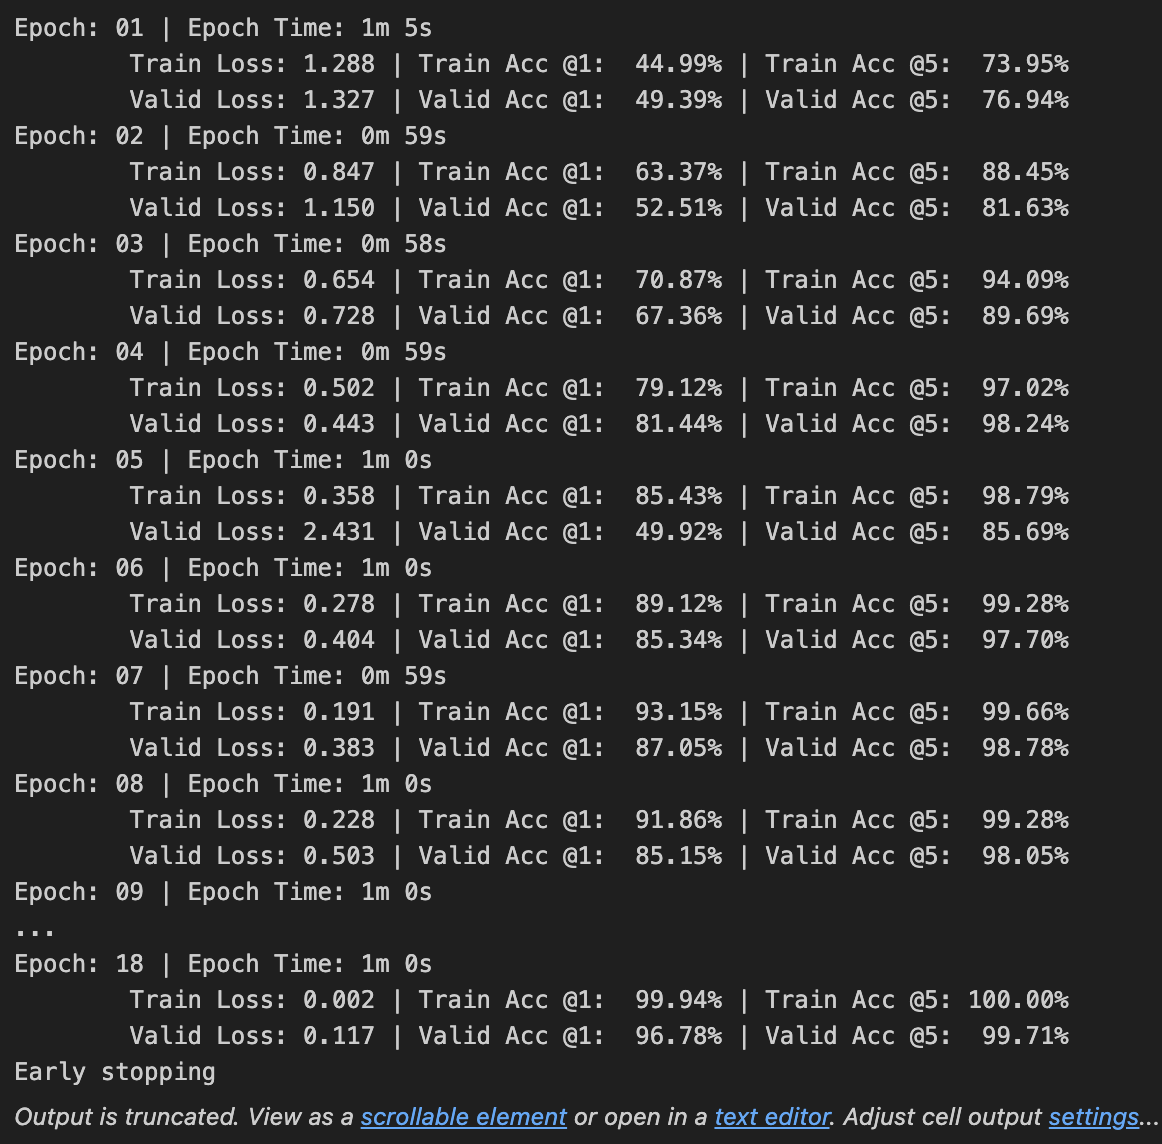 Epoch: 01 | Epoch Time: 1m 5s
Train Loss: 1.288 | Train Acc @1:  44.99% | Train Acc @5:  73.95%
Valid Loss: 1.327 | Valid Acc @1:  49.39% | Valid Acc @5:  76.94%
Epoch: 02 | Epoch Time: 0m 59s
Train Loss: 0.847 | Train Acc @1:  63.37% | Train Acc @5:  88.45%
Valid Loss: 1.150 | Valid Acc @1:  52.51% | Valid Acc @5:  81.63%
Epoch: 03 | Epoch Time: 0m 58s
Train Loss: 0.654 | Train Acc @1:  70.87% | Train Acc @5:  94.09%
Valid Loss: 0.728 | Valid Acc @1:  67.36% | Valid Acc @5:  89.69%
Epoch: 04 | Epoch Time: 0m 59s
Train Loss: 0.502 | Train Acc @1:  79.12% | Train Acc @5:  97.02%
Valid Loss: 0.443 | Valid Acc @1:  81.44% | Valid Acc @5:  98.24%
Epoch: 05 | Epoch Time: 1m 0s
Train Loss: 0.358 | Train Acc @1:  85.43% | Train Acc @5:  98.79%
Valid Loss: 2.431 | Valid Acc @1:  49.92% | Valid Acc @5:  85.69%
Epoch: 06 | Epoch Time: 1m 0s
Train Loss: 0.278 | Train Acc @1:  89.12% | Train Acc @5:  99.28%
Valid Loss: 0.404 | Valid Acc @1:  85.34% | Valid Acc @5:  97.70%
Epoch: 07 | Epoch Time: 0m 59s
Train Loss: 0.191 | Train Acc @1:  93.15% | Train Acc @5:  99.66%
Valid Loss: 0.383 | Valid Acc @1:  87.05% | Valid Acc @5:  98.78%
Epoch: 08 | Epoch Time: 1m 0s
Train Loss: 0.228 | Train Acc @1:  91.86% | Train Acc @5:  99.28%
Valid Loss: 0.503 | Valid Acc @1:  85.15% | Valid Acc @5:  98.05%
Epoch: 09 | Epoch Time: 1m 0s
...
Epoch: 18 | Epoch Time: 1m 0s
Train Loss: 0.002 | Train Acc @1:  99.94% | Train Acc @5: 100.00%
Valid Loss: 0.117 | Valid Acc @1:  96.78% | Valid Acc @5:  99.71%
Early stopping
Output is truncated. View as a scrollable element or open in a text editor. Adjust cell output settings...